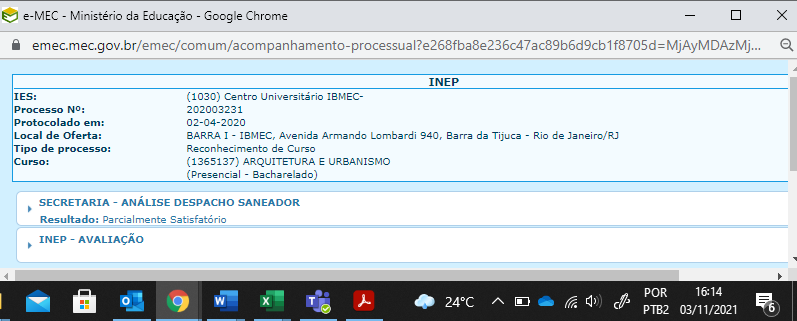 e-MEC - Ministério da Educação - Google Chrome
emec.mec.gov.br/emec/comum/acompanhamento-processual?e268fba8e236c47ac89b6d9cb1f8705d=MjAyMDAzMj...
INEP
IES: (1030) Centro Universitário IBMEC-
Processo Nº: 202003231
Protocolado em: 02-04-2020
Local de Oferta: BARRA I - IBMEC, Avenida Armando Lombardi 940, Barra da Tijuca - Rio de Janeiro/RJ
Tipo de processo: Reconhecimento de Curso
Curso: (1365137) ARQUITETURA E URBANISMO
(Presencial - Bacharelado)
SECRETARIA - ANÁLISE DESPACHO SANEADOR
Resultado: Parcialmente Satisfatório
INEP - AVALIAÇÃO
24°C
POR
PTB2
16:14
03/11/2021
6